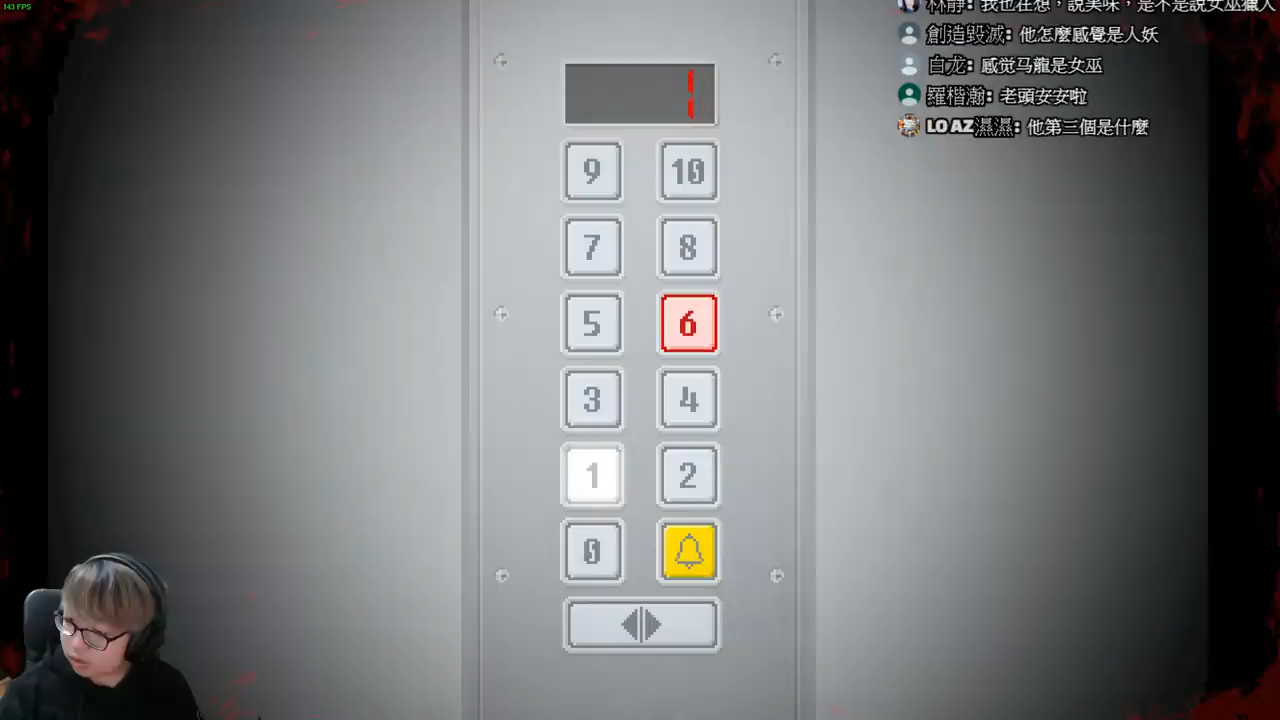 143 FPS
林靜: 我也在想，說美味，是不是說女巫獵人
創造毀滅: 他怎麼感覺是人妖
白龙: 感觉马龍是女巫
羅楷瀚: 老頭安安啦
LO AZ濕濕: 他第三個是什麼
1
9 10
7 8
5 6
3 4
1 2
0